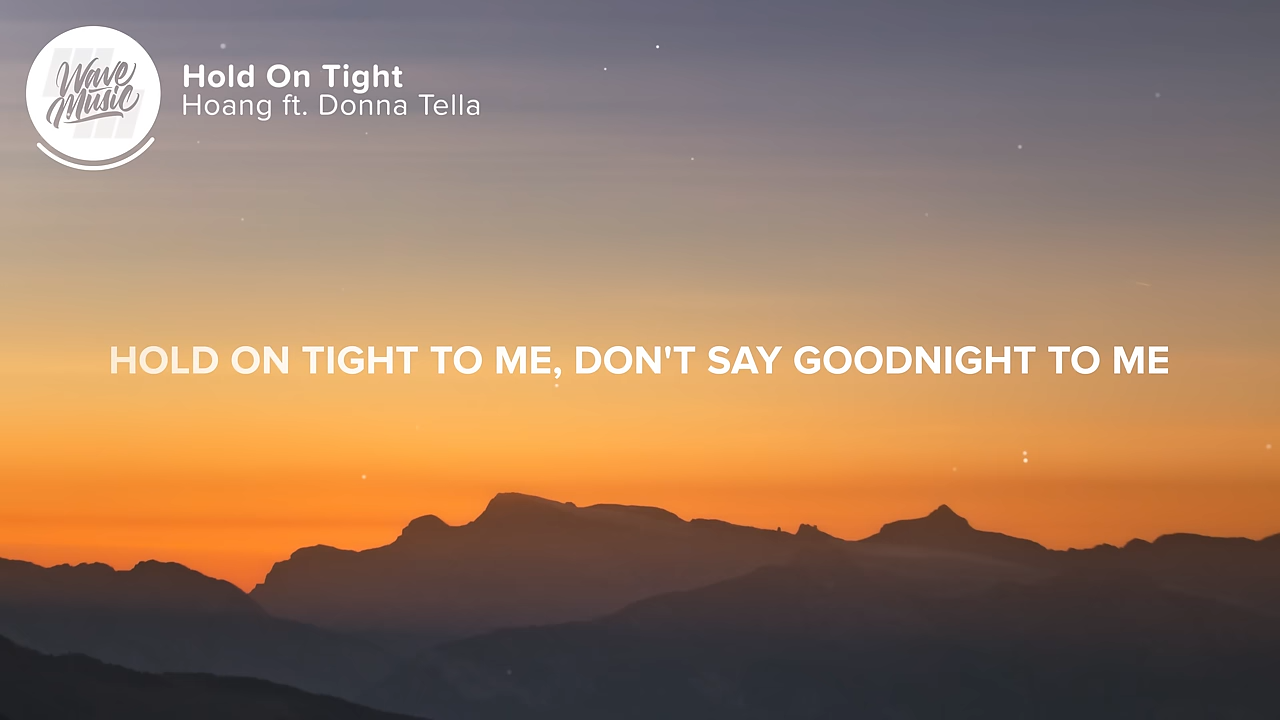 Wave
Music
Hold On Tight
Hoang ft. Donna Tella
HOLD ON TIGHT TO ME, DON'T SAY GOODNIGHT TO ME